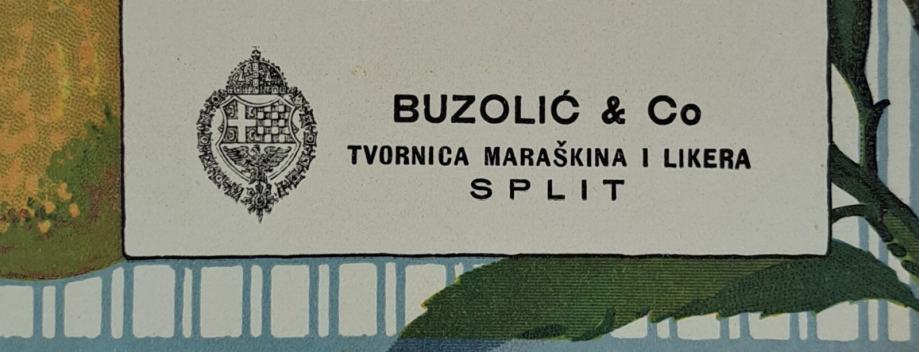 BUZOLIĆ & Co
TVORNICA MARAŠKINA I LIKERA
SPLIT